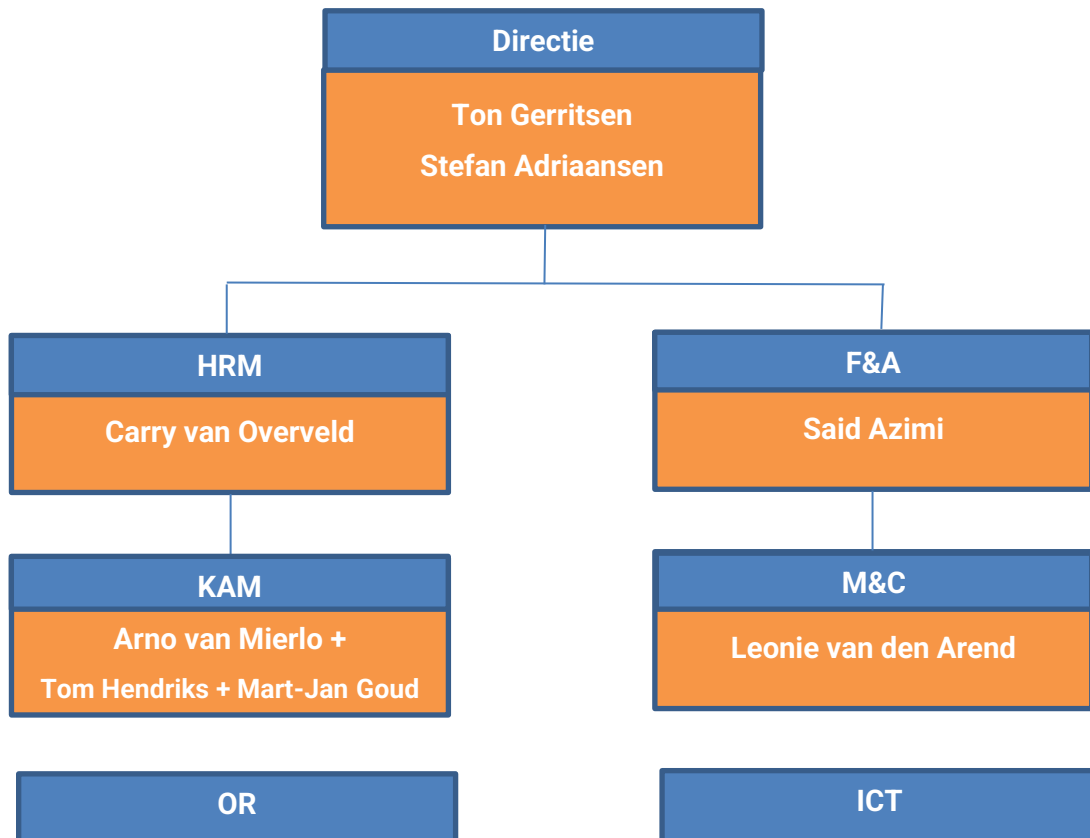 Directie
Ton Gerritsen
Stefan Adriaansen
HRM
Carry van Overveld
F&A
Said Azimi
KAM
Arno van Mierlo +
Tom Hendriks + Mart-Jan Goud
M&C
Leonie van den Arend
OR
ICT